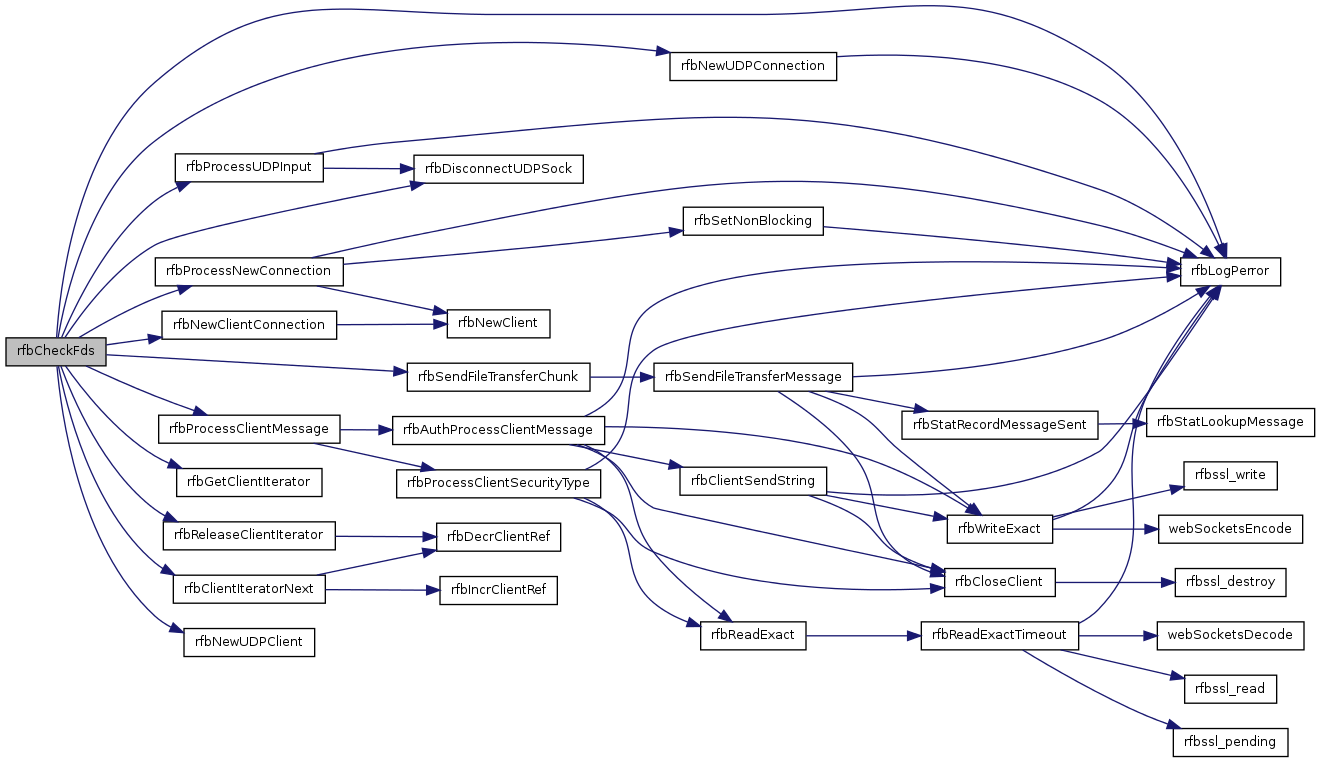 rfbNewUDPConnection
rfbProcessUDPInput
rfbDisconnectUDPSock
rfbSetNonBlocking
rfbProcessNewConnection
rfbLogPerror
rfbNewClientConnection
rfbNewClient
rfbCheckFds
rfbSendFileTransferChunk
rfbSendFileTransferMessage
rfbStatRecordMessageSent
rfbStatLookupMessage
rfbProcessClientMessage
rfbAuthProcessClientMessage
rfbssl_write
rfbGetClientIterator
rfbProcessClientSecurityType
rfbClientSendString
rfbReleaseClientIterator
rfbDecrClientRef
rfbWriteExact
webSocketsEncode
rfbClientIteratorNext
rfbIncrClientRef
rfbCloseClient
rfbssl_destroy
rfbNewUDPClient
rfbReadExact
rfbReadExactTimeout
webSocketsDecode
rfbssl_read
rfbssl_pending